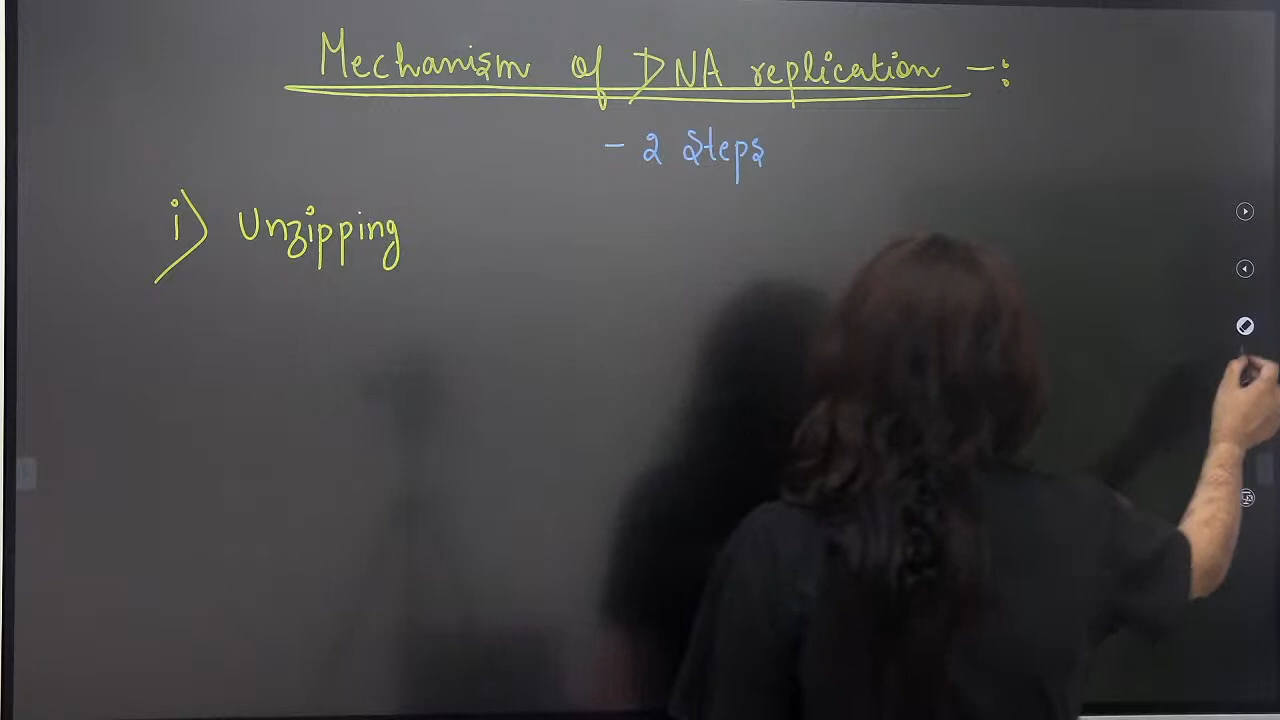 Mechanism of DNA replication -:
- 2 Steps
i) Unzipping